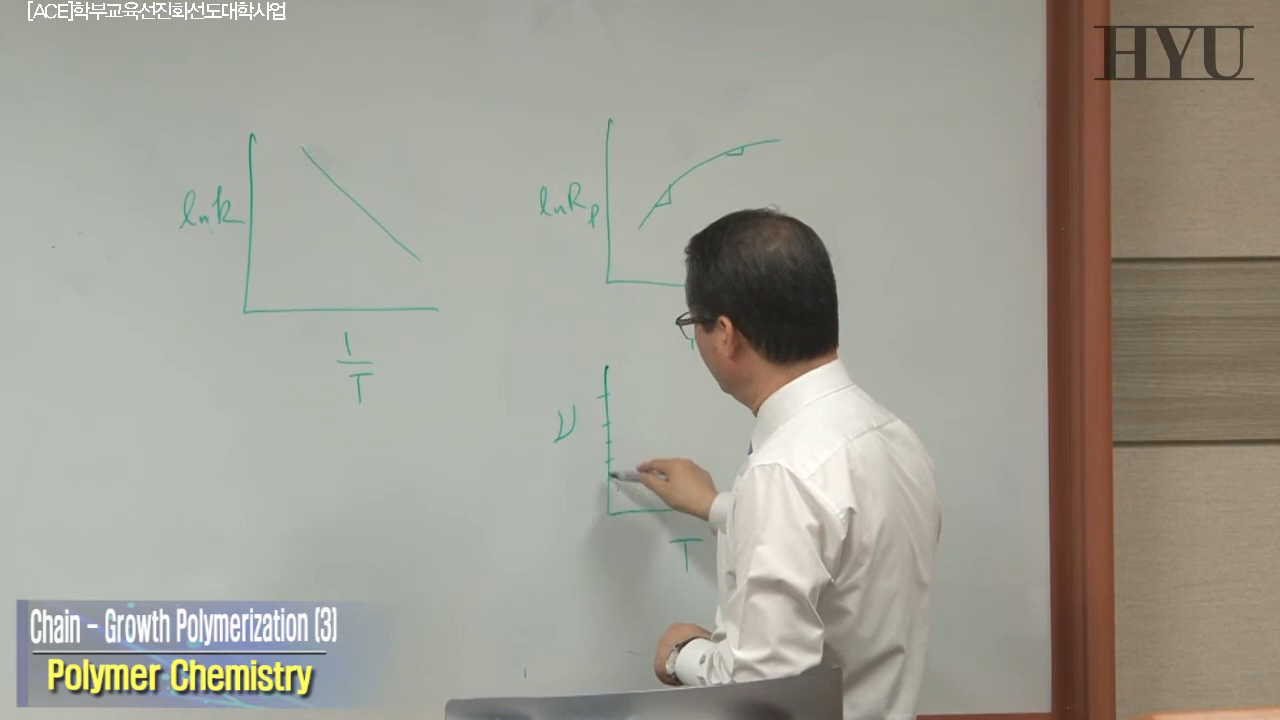 [ACE]학부교육선진화선도대학사업
HYU
ln k
1
T
ln Rp
ν
T
Chain - Growth Polymerization (3)
Polymer Chemistry